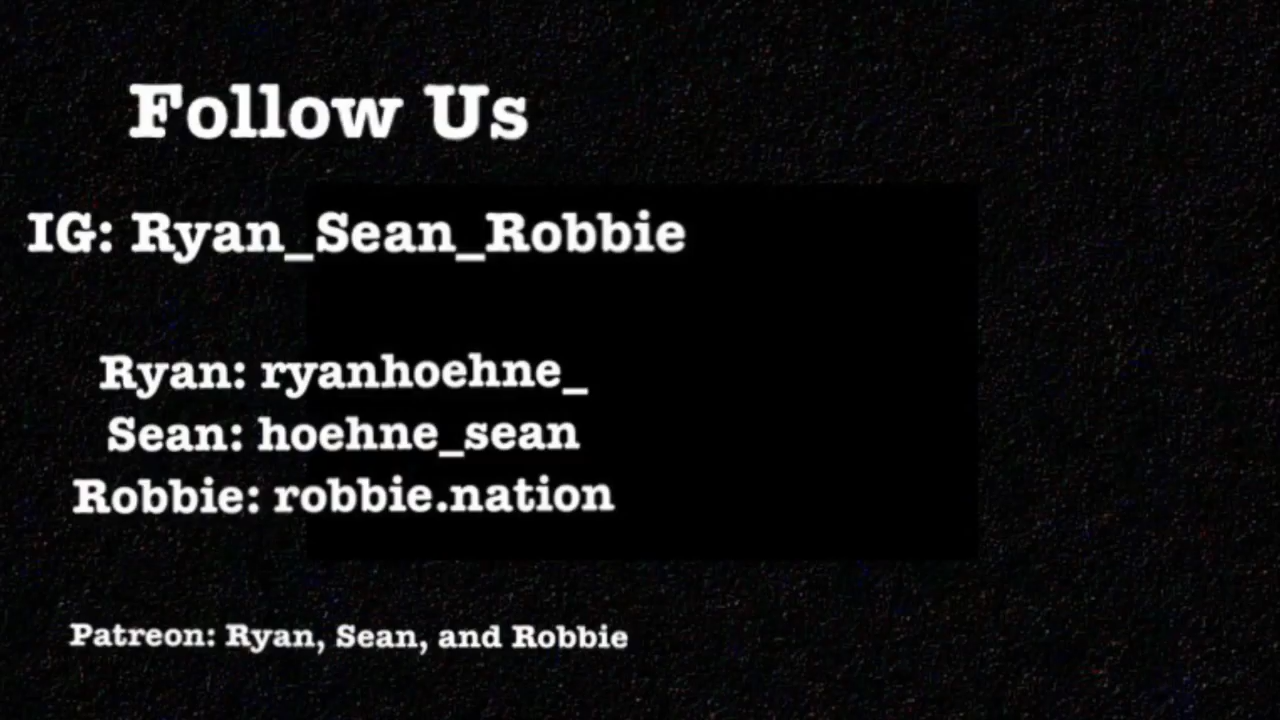 Follow Us
IG: Ryan_Sean_Robbie
Ryan: ryanhoehne_
Sean: hoehne_sean
Robbie: robbie.nation
Patreon: Ryan, Sean, and Robbie